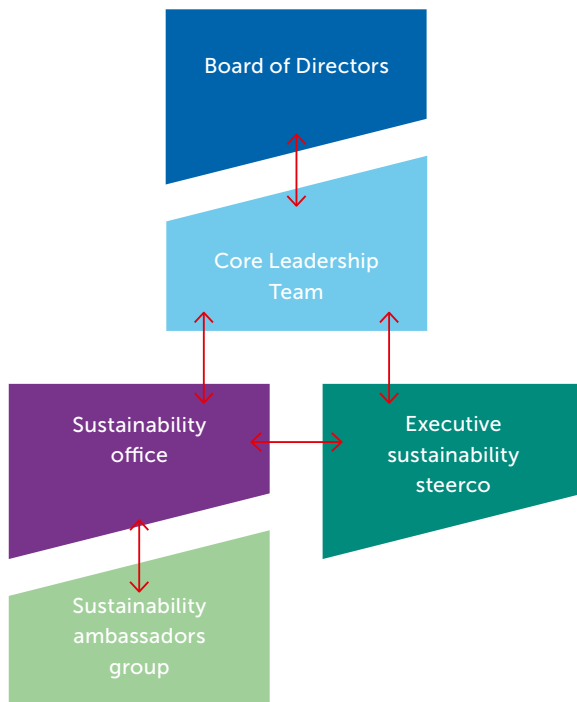 Board of Directors
Core Leadership
Team
Sustainability
office
Executive
sustainability
steerco
Sustainability
ambassadors
group